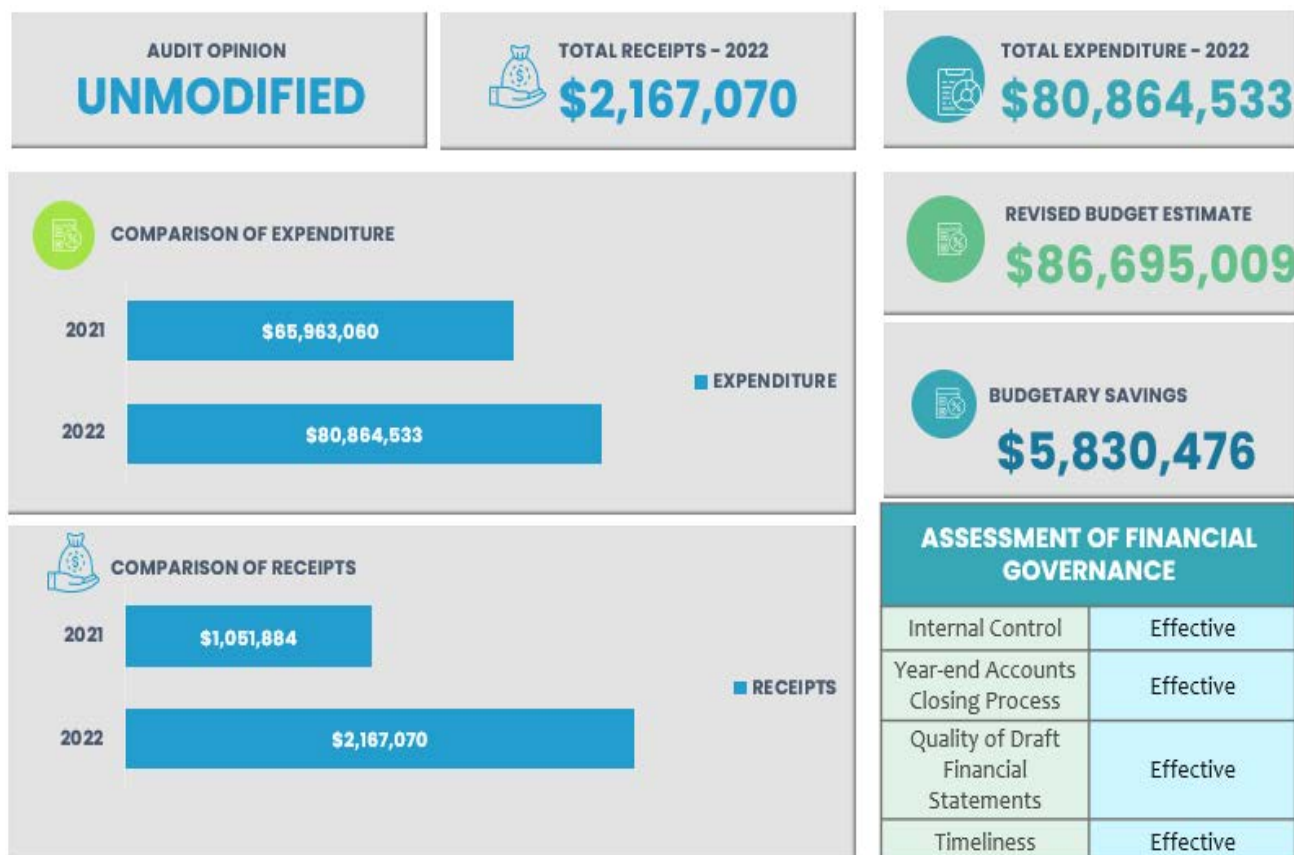 AUDIT OPINION
UNMODIFIED
TOTAL RECEIPTS – 2022
$2,167,070
TOTAL EXPENDITURE – 2022
$80,864,533
COMPARISON OF EXPENDITURE
2021
$65,963,060
EXPENDITURE
2022
$80,864,533
REVISED BUDGET ESTIMATE
$86,695,009
BUDGETARY SAVINGS
$5,830,476
COMPARISON OF RECEIPTS
2021
$1,051,884
RECEIPTS
2022
$2,167,070
ASSESSMENT OF FINANCIAL
GOVERNANCE
Internal Control
Effective
Year-end Accounts
Closing Process
Effective
Quality of Draft
Financial
Statements
Effective
Timeliness
Effective